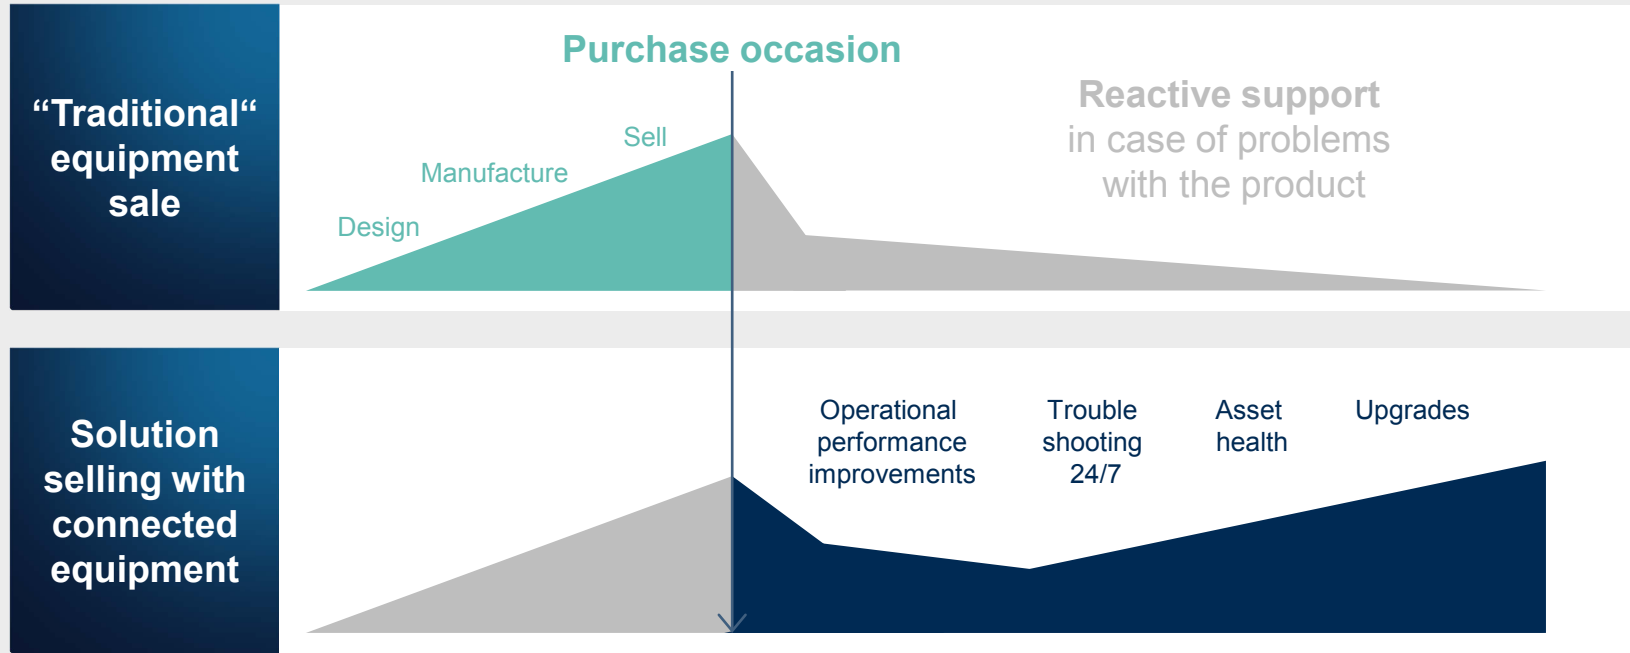 “Traditional“
equipment
sale
Purchase occasion
Design
Manufacture
Sell
Reactive support
in case of problems
with the product
Solution
selling with
connected
equipment
Operational
performance
improvements
Trouble
shooting
24/7
Asset
health
Upgrades